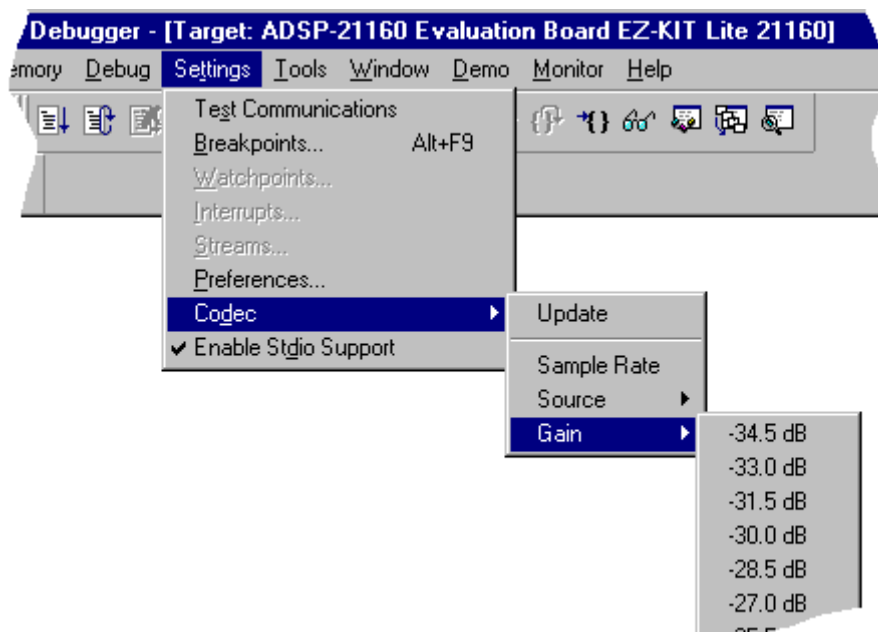 Debugger - [Target: ADSP-21160 Evaluation Board EZ-KIT Lite 21160]
Debug Settings Tools Window Demo Monitor Help
Test Communications
Breakpoints... Alt+F9
Watchpoints...
Interrupts...
Streams...
Preferences...
Codec
Enable Stdio Support
Update
Sample Rate
Source
Gain
-34.5 dB
-33.0 dB
-31.5 dB
-30.0 dB
-28.5 dB
-27.0 dB